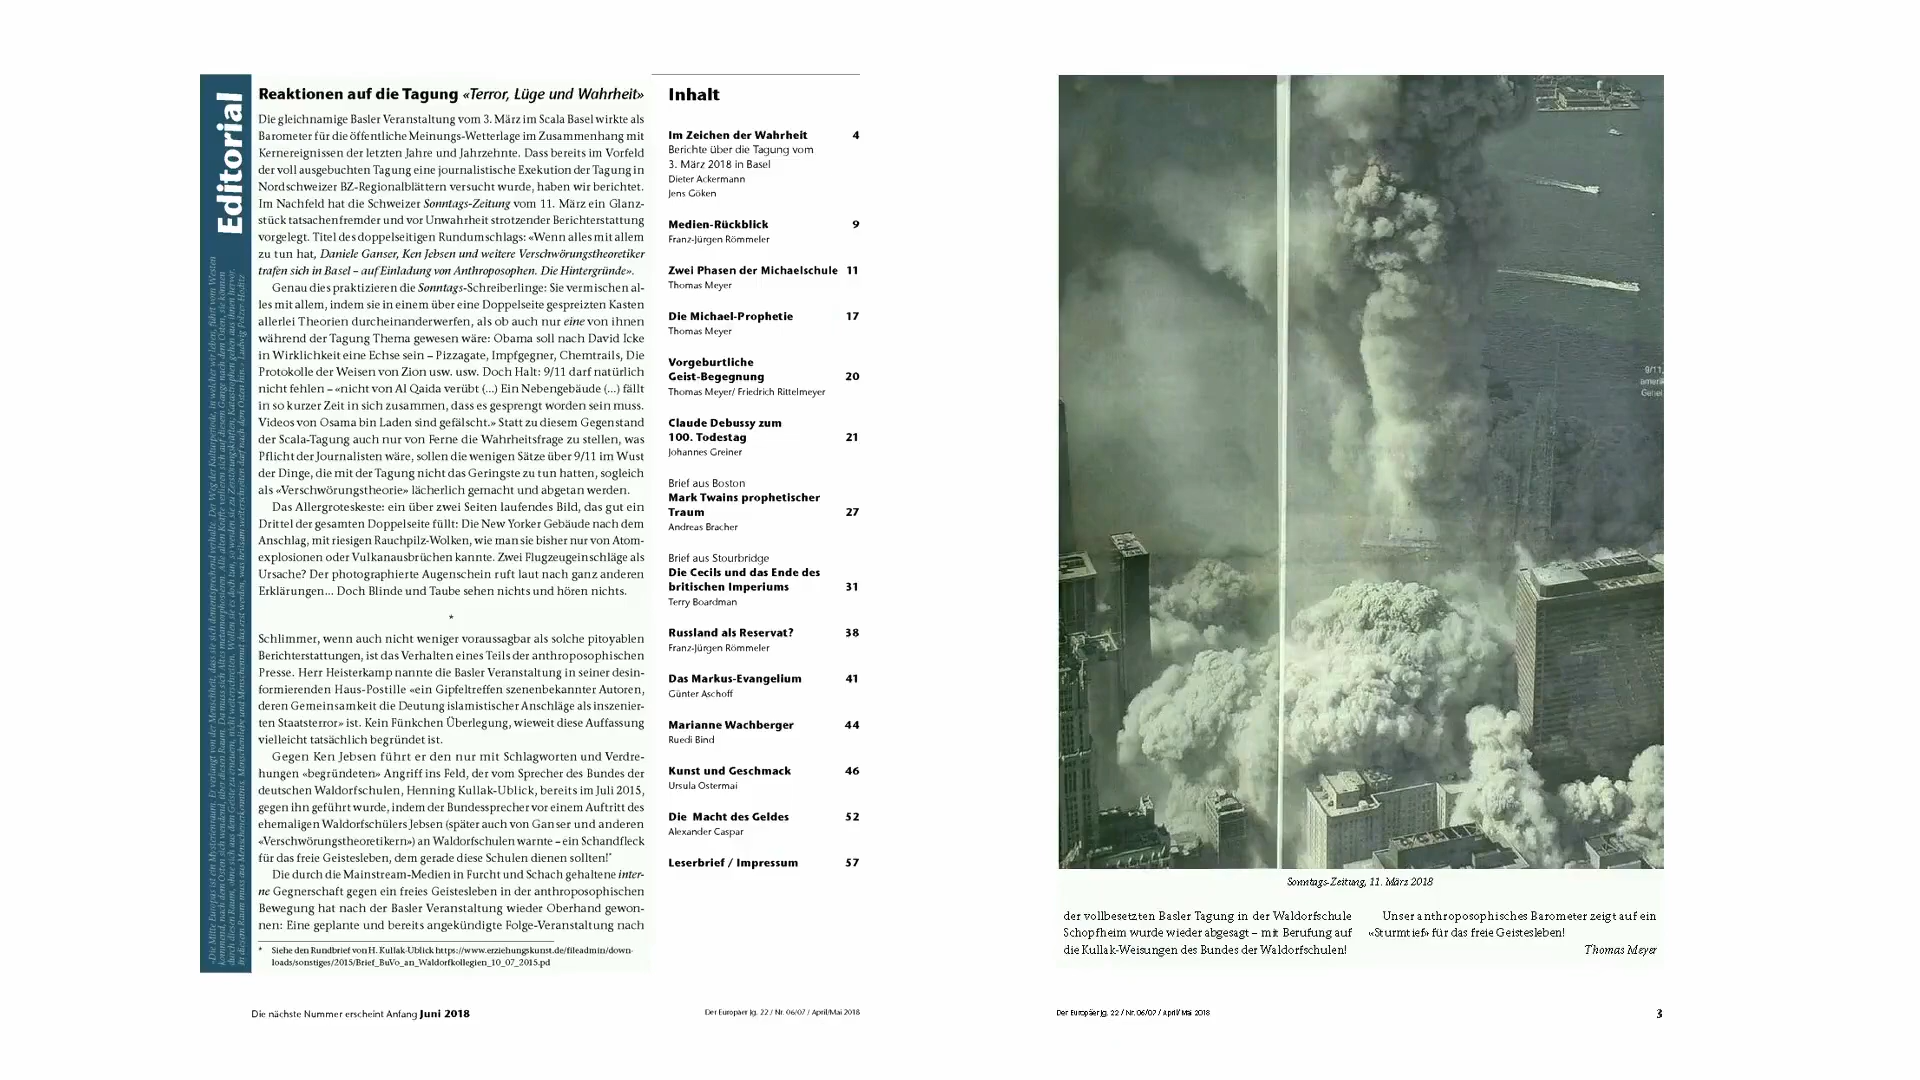 Editorial
Reaktionen auf die Tagung «Terror, Lüge und Wahrheit»
Die gleichnamige Basler Veranstaltung vom 3. März im Scala Basel wirkte als
Barometer für die öffentliche Meinungs-Wetterlage im Zusammenhang mit
Kernereignissen der letzten Jahre und Jahrzehnte. Dass bereits im Vorfeld
der voll ausgebuchten Tagung eine journalistische Exekution der Tagung in
Nordschweizer BZ-Regionalblättern versucht wurde, haben wir berichtet.
Im Nachfeld hat die Schweizer Sonntags-Zeitung vom 11. März ein Glanz-
stück tatsachenfremder und vor Unwahrheit strotzender Berichterstattung
vorgelegt. Titel des doppelseitigen Rundumschlags: «Wenn alles mit allem
zu tun hat, Daniele Ganser, Ken Jebsen und weitere Verschwörungstheoretiker
trafen sich in Basel – auf Einladung von Anthroposophen. Die Hintergründe».
Genau dies praktizieren die Sonntags-Schreiberlinge: Sie vermischen al-
les mit allem, indem sie in einem über eine Doppelseite gespreizten Kasten
allerlei Theorien durcheinanderwerfen, als ob auch nur eine von ihnen
während der Tagung Thema gewesen wäre: Obama soll nach David Icke
in Wirklichkeit eine Echse sein – Pizzagate, Impfgegner, Chemtrails, Die
Protokolle der Weisen von Zion usw. usw. Doch Halt: 9/11 darf natürlich
nicht fehlen – «nicht von Al Qaida verübt (...) Ein Nebengebäude (...) fällt
in so kurzer Zeit in sich zusammen, dass es gesprengt worden sein muss.
Videos von Osama bin Laden sind gefälscht.» Statt zu diesem Gegenstand
der Scala-Tagung auch nur von Ferne die Wahrheitsfrage zu stellen, was
Pflicht der Journalisten wäre, sollen die wenigen Sätze über 9/11 im Wust
der Dinge, die mit der Tagung nicht das Geringste zu tun hatten, sogleich
als «Verschwörungstheorie» lächerlich gemacht und abgetan werden.
Das Allergroteskeste: ein über zwei Seiten laufendes Bild, das gut ein
Drittel der gesamten Doppelseite füllt: Die New Yorker Gebäude nach dem
Anschlag, mit riesigen Rauchpilz-Wolken, wie man sie bisher nur von Atom-
explosionen oder Vulkanausbrüchen kannte. Zwei Flugzeugeinschläge als
Ursache? Der photographierte Augenschein ruft laut nach ganz anderen
Erklärungen... Doch Blinde und Taube sehen nichts und hören nichts.
*
Schlimmer, wenn auch nicht weniger voraussagbar als solche pitoyablen
Berichterstattungen, ist das Verhalten eines Teils der anthroposophischen
Presse. Herr Heisterkamp nannte die Basler Veranstaltung in seiner desin-
formierenden Haus-Postille «ein Gipfeltreffen szenenbekannter Autoren,
deren Gemeinsamkeit die Deutung islamistischer Anschläge als inszenier-
ten Staatsterror» ist. Kein Fünkchen Überlegung, wieweit diese Auffassung
vielleicht tatsächlich begründet ist.
Gegen Ken Jebsen führt er den nur mit Schlagworten und Verdre-
hungen «begründeten» Angriff ins Feld, der vom Sprecher des Bundes der
deutschen Waldorfschulen, Henning Kullak-Ublick, bereits im Juli 2015,
gegen ihn geführt wurde, indem der Bundessprecher vor einem Auftritt des
ehemaligen Waldorfschülers Jebsen (später auch von Ganser und anderen
«Verschwörungstheoretikern») an Waldorfschulen warnte – ein Schandfleck
für das freie Geistesleben, dem gerade diese Schulen dienen sollten!*
Die durch die Mainstream-Medien in Furcht und Schach gehaltene inter-
ne Gegnerschaft gegen ein freies Geistesleben in der anthroposophischen
Bewegung hat nach der Basler Veranstaltung wieder Oberhand gewon-
nen: Eine geplante und bereits angekündigte Folge-Veranstaltung nach
* Siehe den Rundbrief von H. Kullak-Ublick https://www.erziehungskunst.de/fileadmin/down-
loads/sonstiges/2015/Brief_BuVo_an_Waldorfkollegien_10_07_2015.pd
Die nächste Nummer erscheint Anfang Juni 2018
Inhalt
Im Zeichen der Wahrheit 4
Berichte über die Tagung vom
3. März 2018 in Basel
Dieter Ackermann
Jens Göken
Medien-Rückblick 9
Franz-Jürgen Römmeler
Zwei Phasen der Michaelschule 11
Thomas Meyer
Die Michael-Prophetie 17
Thomas Meyer
Vorgeburtliche
Geist-Begegnung 20
Thomas Meyer/ Friedrich Rittelmeyer
Claude Debussy zum
100. Todestag 21
Johannes Greiner
Brief aus Boston
Mark Twains prophetischer
Traum 27
Andreas Bracher
Brief aus Stourbridge
Die Cecils und das Ende des
britischen Imperiums 31
Terry Boardman
Russland als Reservat? 38
Franz-Jürgen Römmeler
Das Markus-Evangelium 41
Günter Aschoff
Marianne Wachberger 44
Ruedi Bind
Kunst und Geschmack 46
Ursula Ostermai
Die Macht des Geldes 52
Alexander Caspar
Leserbrief / Impressum 57
Der Europäer Jg. 22 / Nr. 06/07 / April/Mai 2018
9/11,
amerik
Sonntags-Zeitung, 11. März 2018
der vollbesetzten Basler Tagung in der Waldorfschule
Schopfheim wurde wieder abgesagt – mit Berufung auf
die Kullak-Weisungen des Bundes der Waldorfschulen!
Unser anthroposophisches Barometer zeigt auf ein
«Sturmtief» für das freie Geistesleben!
Thomas Meyer
Der Europäer Jg. 22 / Nr. 06/07 / April/Mai 2018
3